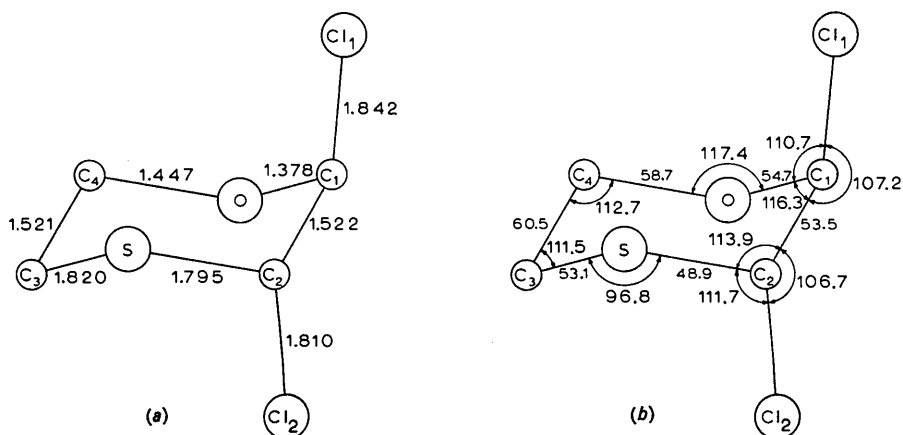 Cl₁
1.842
C₄
1.447
1.378
C₁
O
1.521
1.522
S
C₃
1.820
1.795
C₂
1.810
(a)
Cl₂
Cl₁
110.7
117.4
C₄
58.7
54.7
C₁
107.2
O
116.3
112.7
60.5
53.5
111.5
S
113.9
C₃
53.1
48.9
C₂
96.8
111.7
106.7
(b)
Cl₂